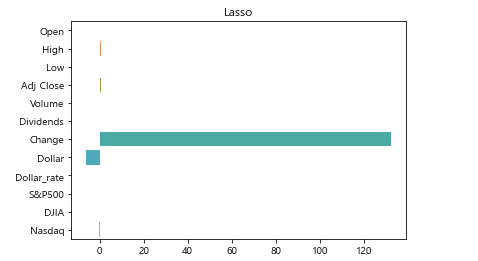 Lasso
Open
High
Low
Adj Close
Volume
Dividends
Change
Dollar
Dollar_rate
S&P500
DJIA
Nasdaq
0 20 40 60 80 100 120